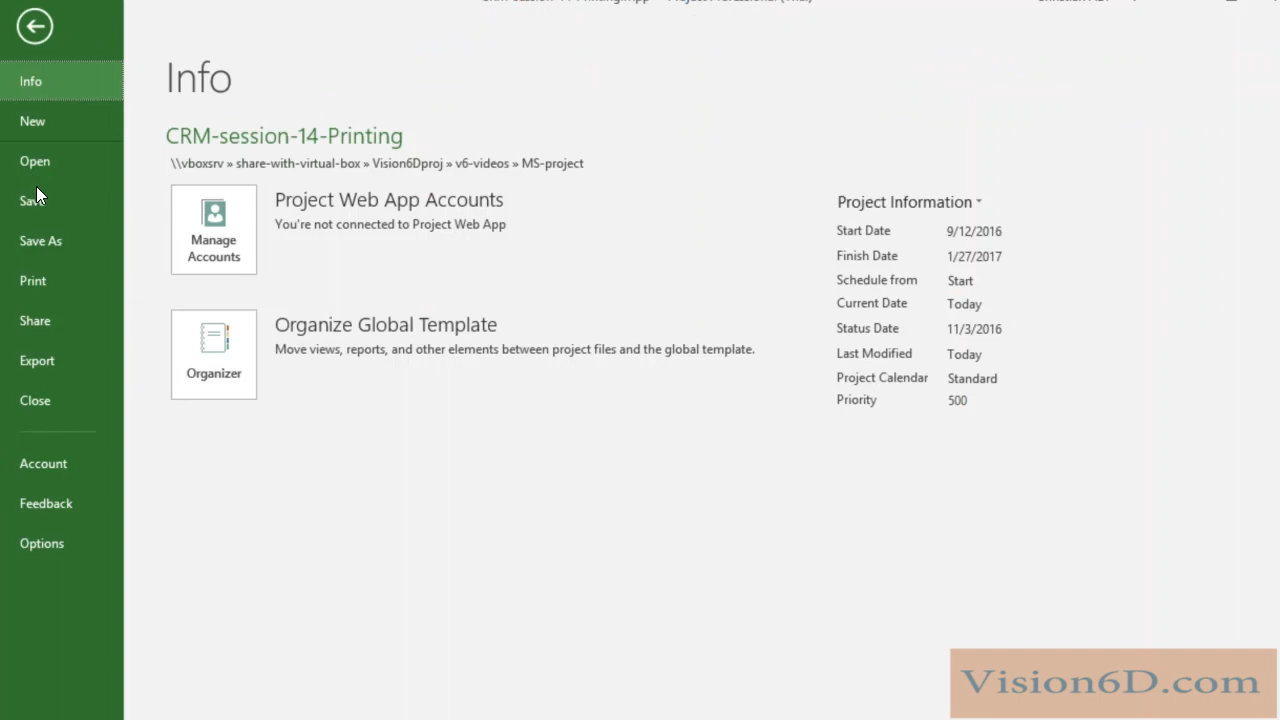 Info
New
Open
Save
Save As
Print
Share
Export
Close
Account
Feedback
Options
Info
CRM-session-14-Printing
\\vboxsrv » share-with-virtual-box » Vision6Dproj » v6-videos » MS-project
Manage
Accounts
Project Web App Accounts
You're not connected to Project Web App
Organizer
Organize Global Template
Move views, reports, and other elements between project files and the global template.
Project Information
Start Date 9/12/2016
Finish Date 1/27/2017
Schedule from Start
Current Date Today
Status Date 11/3/2016
Last Modified Today
Project Calendar Standard
Priority 500
Vision6D.com